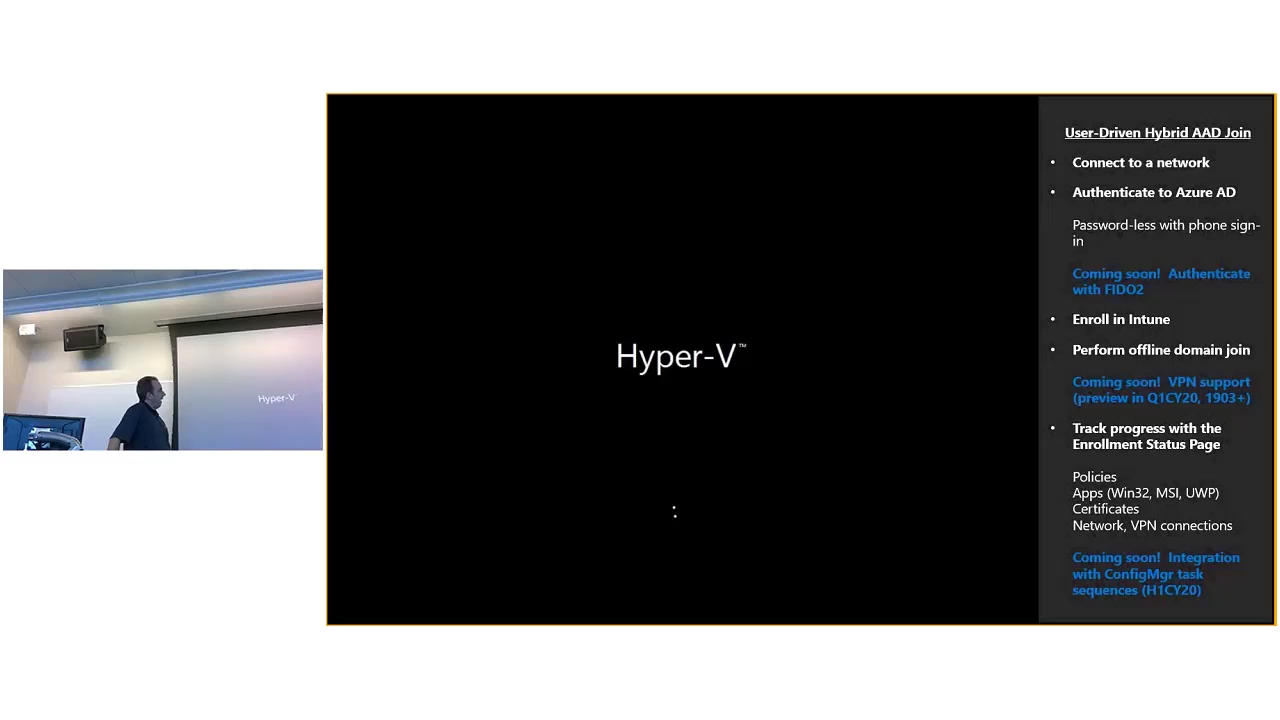 Hyper-V
Hyper-V™
User-Driven Hybrid AAD Join
• Connect to a network
• Authenticate to Azure AD
Password-less with phone sign-
in
Coming soon!  Authenticate
with FIDO2
• Enroll in Intune
• Perform offline domain join
Coming soon!  VPN support
(preview in Q1CY20, 1903+)
• Track progress with the
Enrollment Status Page
Policies
Apps (Win32, MSI, UWP)
Certificates
Network, VPN connections
Coming soon!  Integration
with ConfigMgr task
sequences (H1CY20)